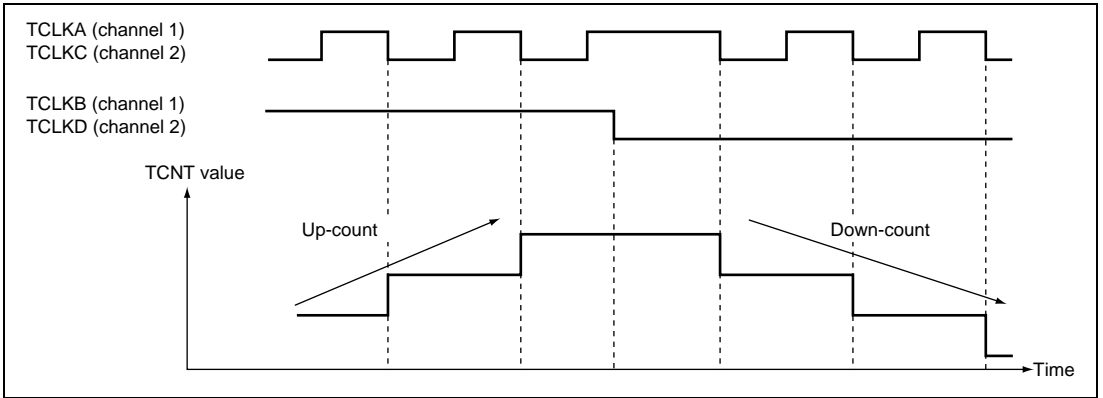 TCLKA (channel 1)
TCLKC (channel 2)
TCLKB (channel 1)
TCLKD (channel 2)
TCNT value
Up-count
Down-count
Time